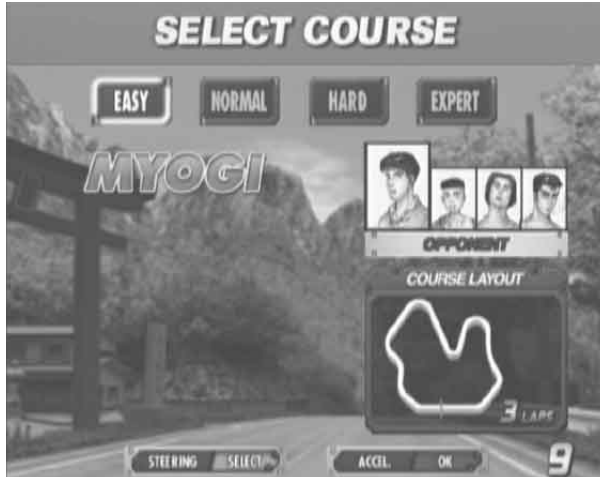 SELECT COURSE
EASY NORMAL HARD EXPERT
MYOGI
OPPONENT
COURSE LAYOUT
3 LAPS
STEERING SELECT ACCEL. OK
9